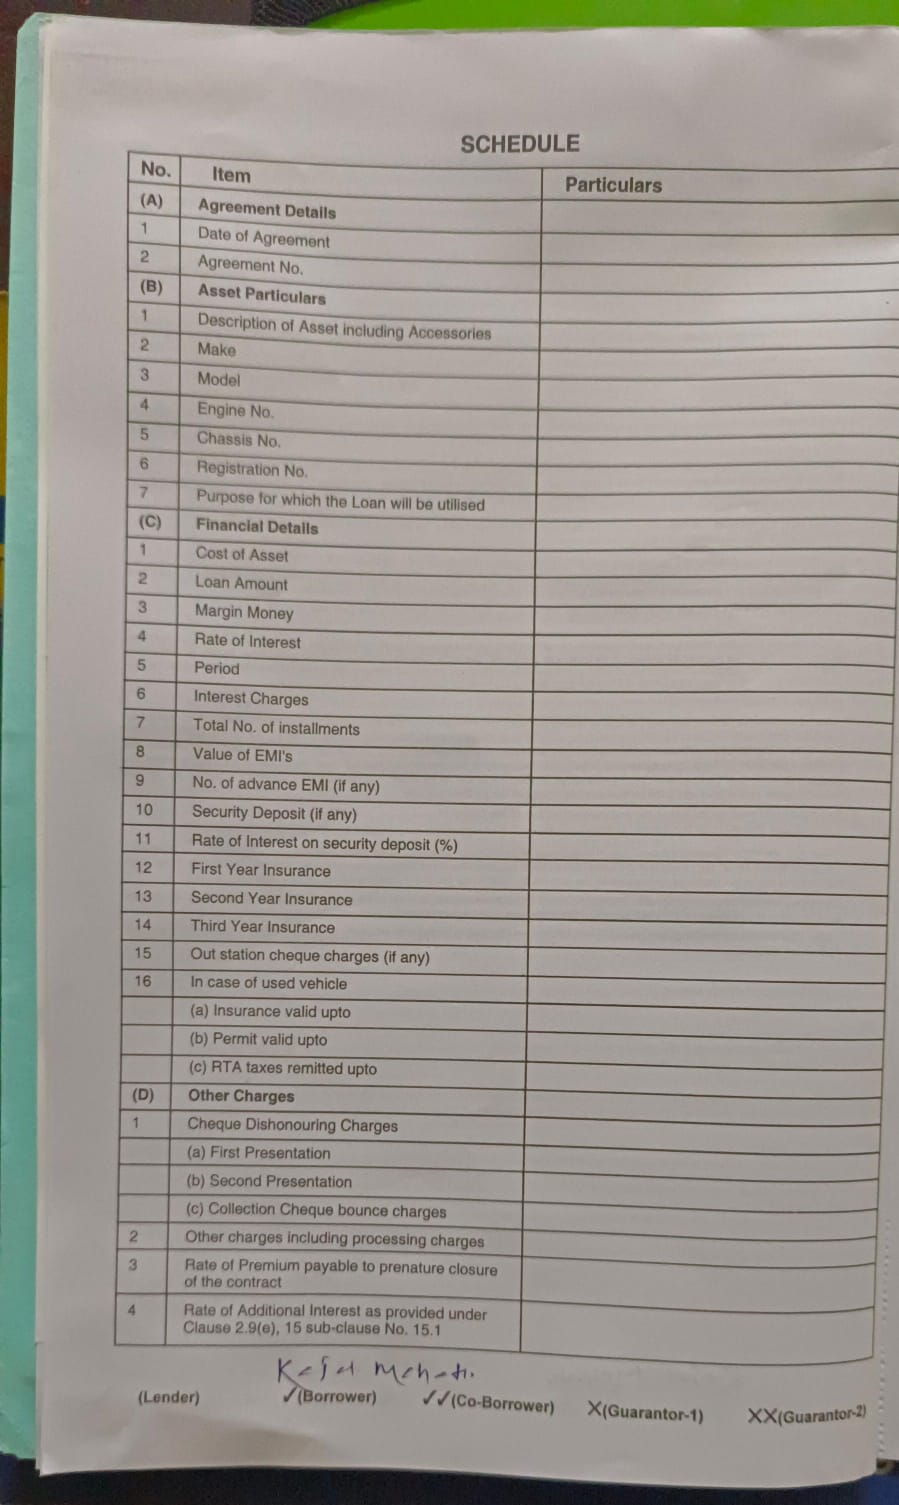 SCHEDULE
No. Item Particulars
(A) Agreement Details
1 Date of Agreement
2 Agreement No.
(B) Asset Particulars
1 Description of Asset including Accessories
2 Make
3 Model
4 Engine No.
5 Chassis No.
6 Registration No.
7 Purpose for which the Loan will be utilised
(C) Financial Details
1 Cost of Asset
2 Loan Amount
3 Margin Money
4 Rate of Interest
5 Period
6 Interest Charges
7 Total No. of installments
8 Value of EMI's
9 No. of advance EMI (if any)
10 Security Deposit (if any)
11 Rate of Interest on security deposit (%)
12 First Year Insurance
13 Second Year Insurance
14 Third Year Insurance
15 Out station cheque charges (if any)
16 In case of used vehicle
(a) Insurance valid upto
(b) Permit valid upto
(c) RTA taxes remitted upto
(D) Other Charges
1 Cheque Dishonouring Charges
(a) First Presentation
(b) Second Presentation
(c) Collection Cheque bounce charges
2 Other charges including processing charges
3 Rate of Premium payable to prenature closure
of the contract
4 Rate of Additional Interest as provided under
Clause 2.9(e), 15 sub-clause No. 15.1
(Lender) ✓(Borrower) ✓✓(Co-Borrower) X(Guarantor-1) XX(Guarantor-2)